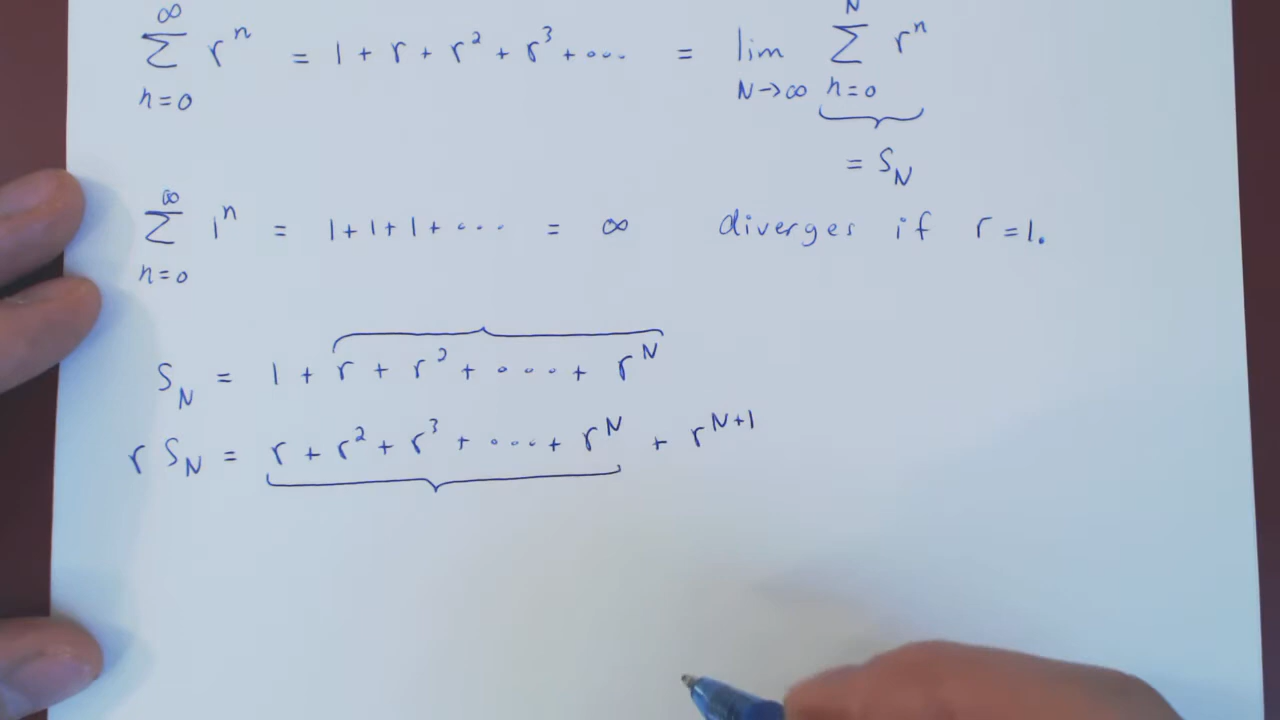 ∑_{n=0}^{∞} r^n = 1 + r + r^2 + r^3 + ... = lim_{N→∞} ∑_{n=0}^{N} r^n
= S_N
∑_{n=0}^{∞} 1^n = 1+1+1+... = ∞ diverges if r = 1.
S_N = 1 + r + r^2 + .... + r^N
r S_N = r + r^2 + r^3 + .... + r^N + r^{N+1}